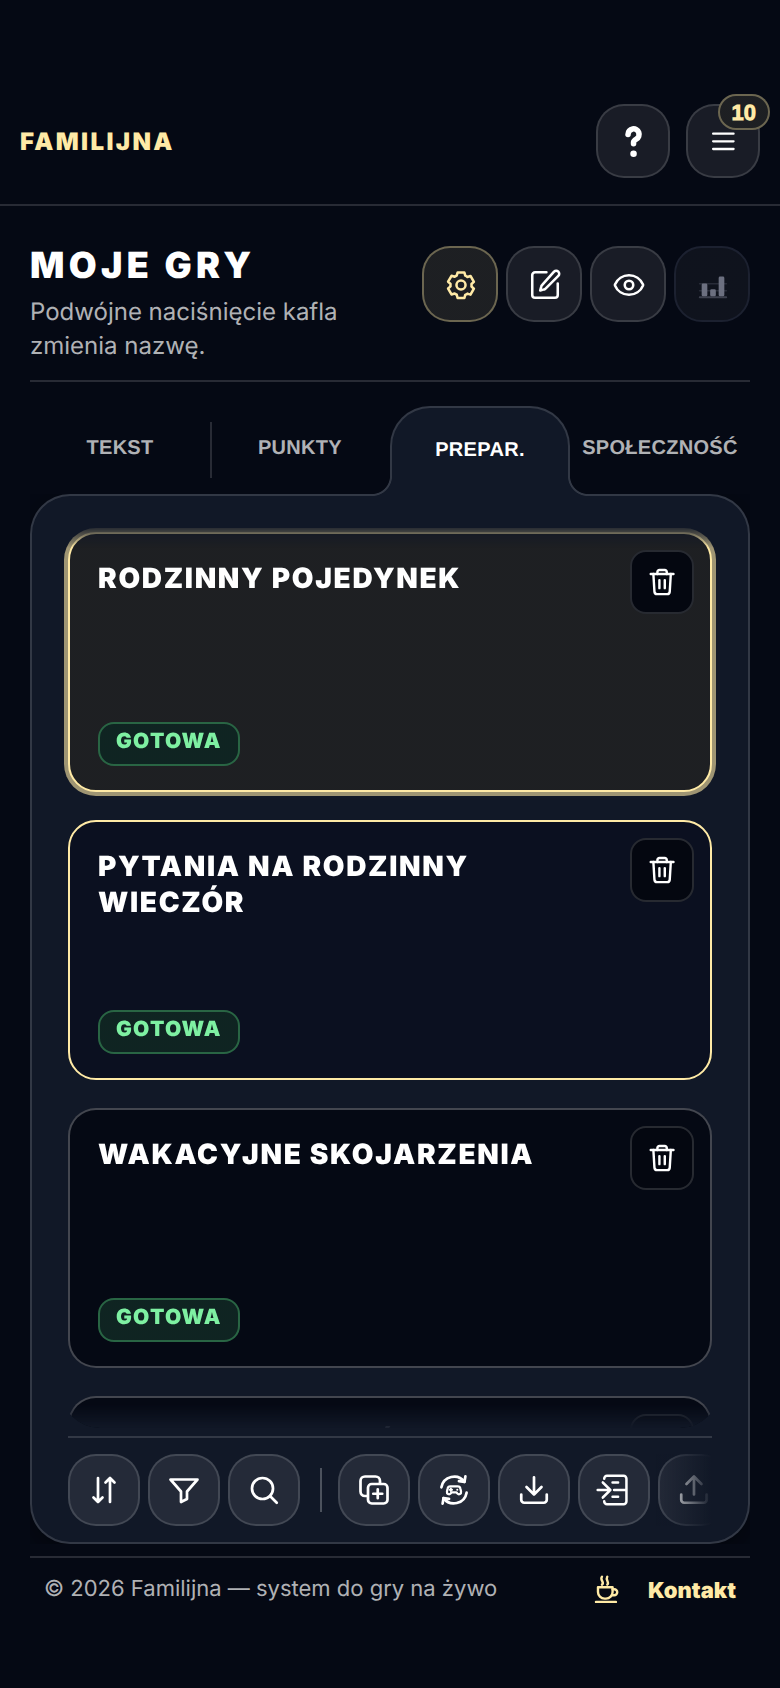 10
FAMILIJNA
?
MOJE GRY
Podwójne naciśnięcie kafla
zmienia nazwę.
TEKST
PUNKTY
PREPAR.
SPOŁECZNOŚĆ
RODZINNY POJEDYNEK
GOTOWA
PYTANIA NA RODZINNY
WIECZÓR
GOTOWA
WAKACYJNE SKOJARZENIA
GOTOWA
© 2026 Familijna — system do gry na żywo
Kontakt